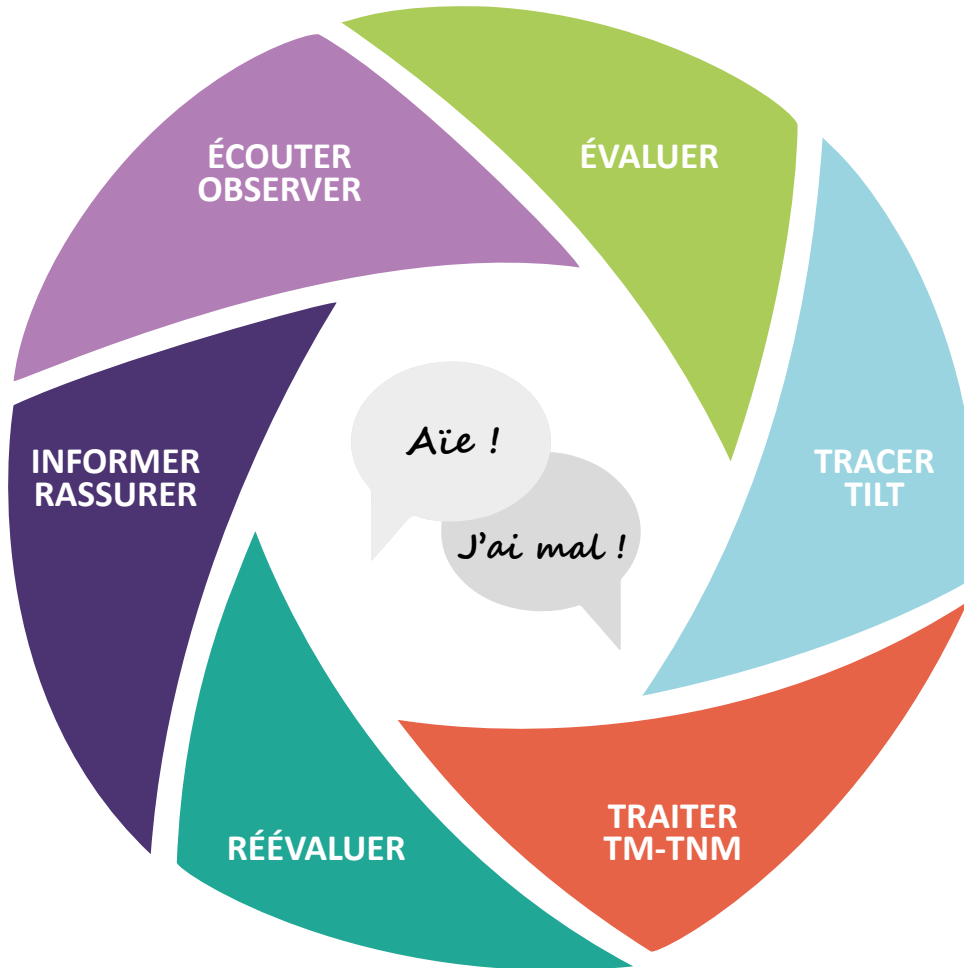 ÉCOUTER
OBSERVER
ÉVALUER
TRACER
TILT
TRAITER
TM-TNM
RÉÉVALUER
INFORMER
RASSURER
Aïe !
J'ai mal !